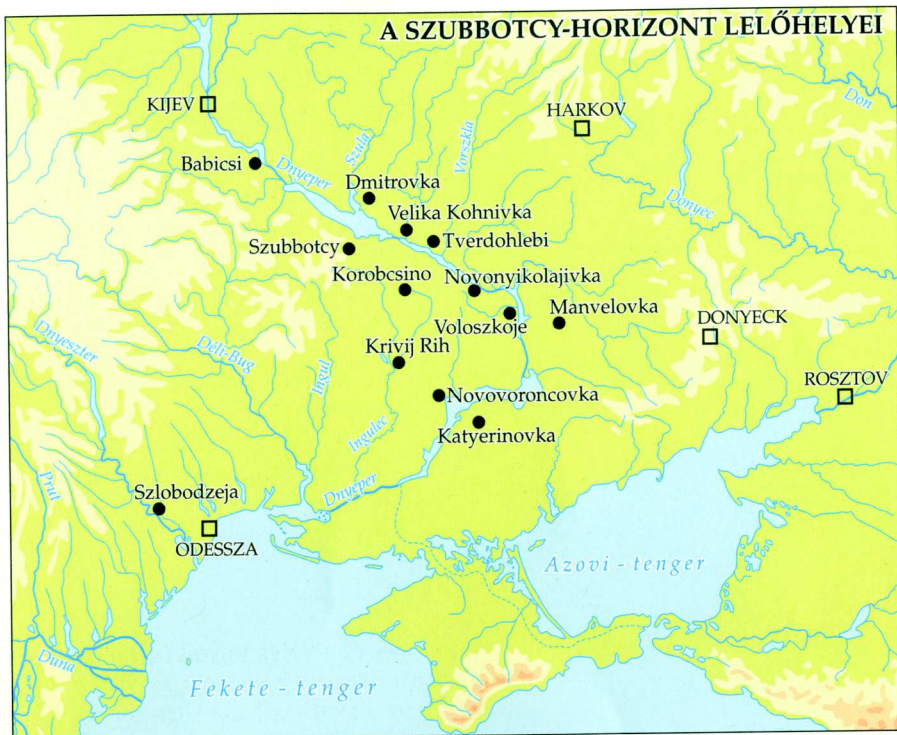 A SZUBBOTCY-HORIZONT LELŐHELYEI
KIJEV
HARKOV
Don
Babicsi
Dnyeper
Szula
Vorszkla
Donyec
Dmitrovka
Velika Kohnivka
Szubbotcy
Tverdohlebi
Korobcsino
Novonyikolajivka
Manvelovka
Voloszkoje
DONYECK
Dnyeszter
Déli-Bug
Ingul
Krivij Rih
ROSZTOV
Novovoroncovka
Ingulec
Katyerinovka
Prut
Szlobodzeja
Dnyeper
ODESSZA
Azovi-tenger
Duna
Fekete-tenger